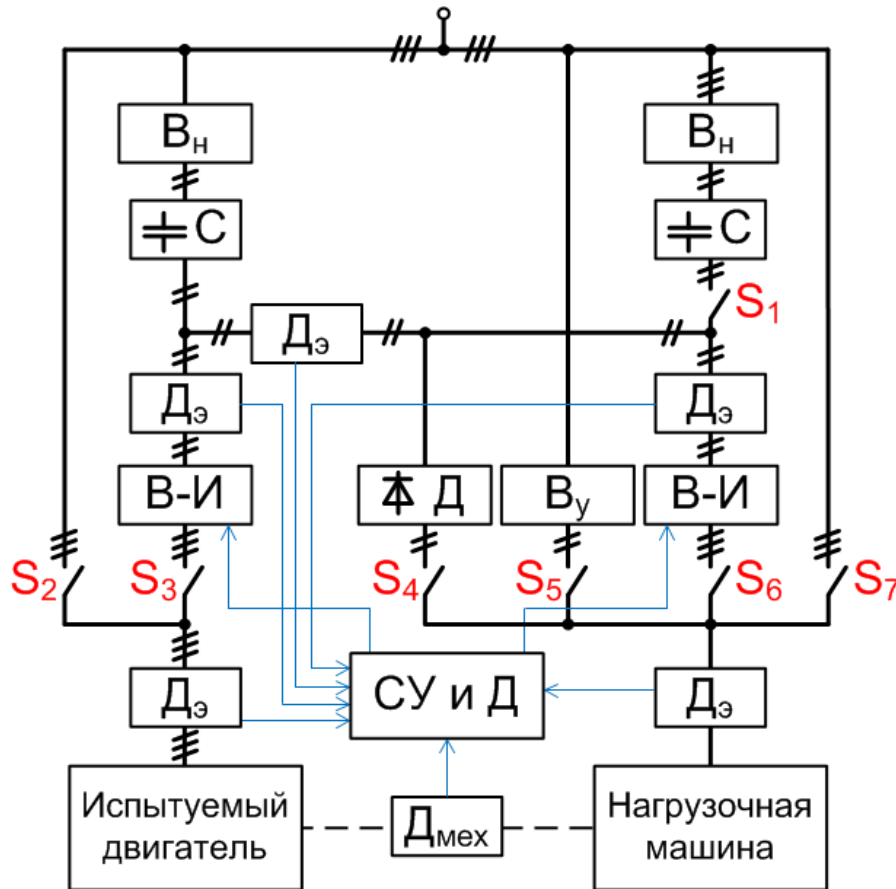 Вн
Вн
С
С
S1
Дэ
Дэ
Дэ
В-И
Д
Ву
В-И
S2
S3
S4
S5
S6
S7
Дэ
СУ и Д
Дэ
Испытуемый
двигатель
Дмех
Нагрузочная
машина